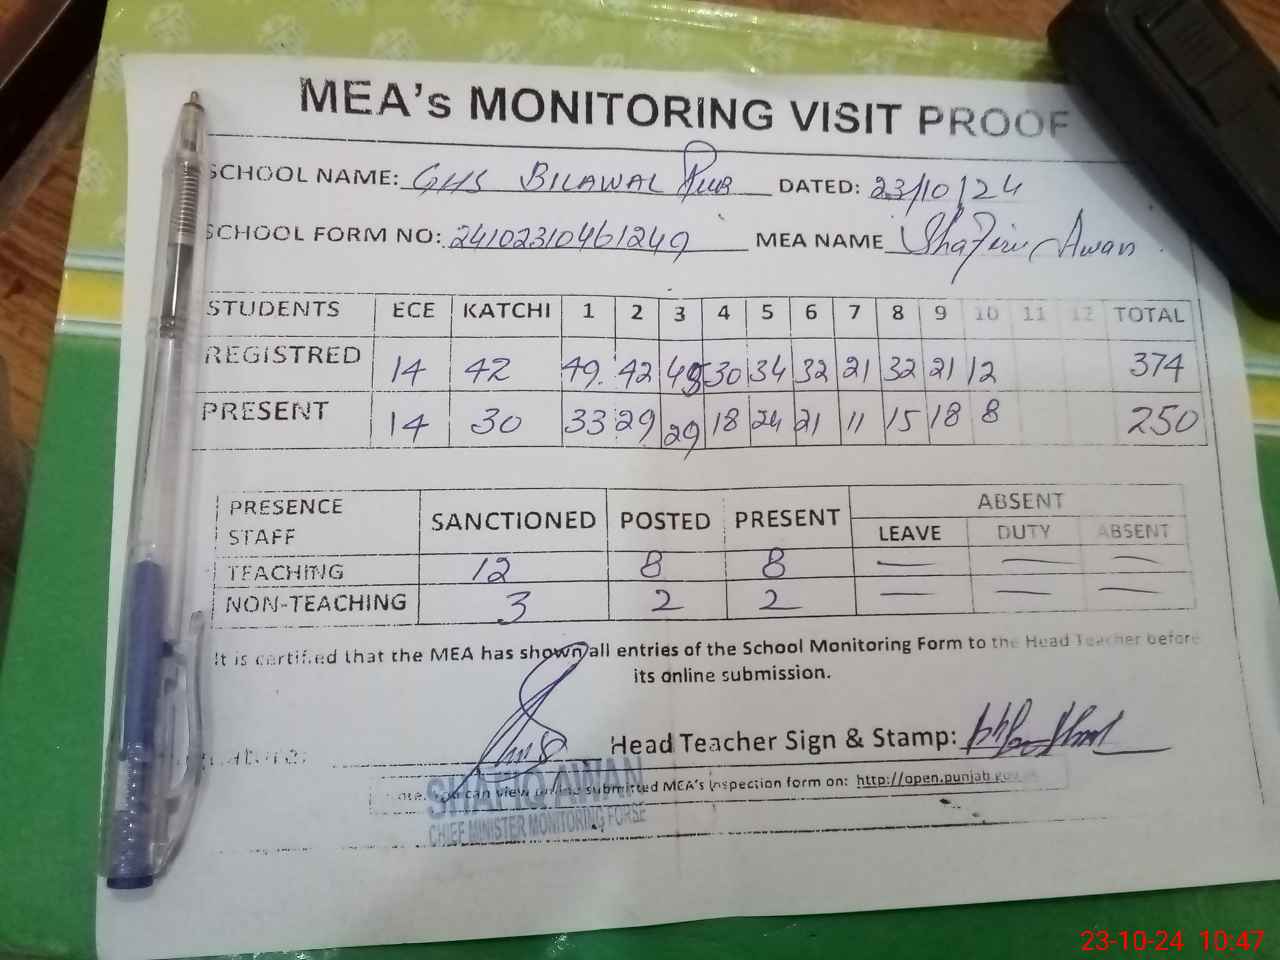 MEA's MONITORING VISIT PROOF
SCHOOL NAME: GHS BILAWAL Pur DATED: 23/10/24
SCHOOL FORM NO: 24102310461249 MEA NAME Shafiq Awan
STUDENTS ECE KATCHI 1 2 3 4 5 6 7 8 9 10 11 12 TOTAL
REGISTRED 14 42 49. 42 45 30 34 32 21 32 21 12 374
PRESENT 14 30 33 29 29 18 24 21 11 15 18 8 250
PRESENCE STAFF SANCTIONED POSTED PRESENT ABSENT
LEAVE DUTY ABSENT
TEACHING 12 8 8 — — —
NON-TEACHING 3 2 2 — — —
It is certified that the MEA has shown all entries of the School Monitoring Form to the Head Teacher before
its online submission.
Head Teacher Sign & Stamp:
You can view online submitted MEA's Inspection form on: http://open.punjab.gov
SHAFIQ AWAN
CHIEF MINISTER MONITORING FORSE
23-10-24 10:47